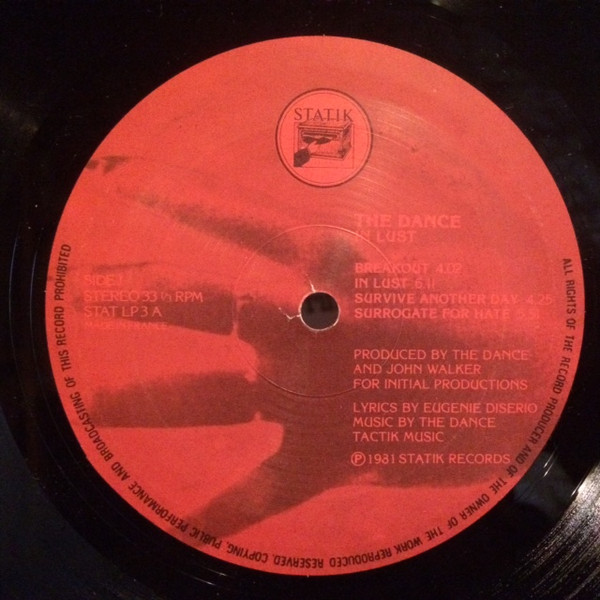 STATIK
THE DANCE
IN LUST
BREAKOUT 4.02
IN LUST 6.11
SURVIVE ANOTHER DAY 4.25
SURROGATE FOR HATE
SIDE 1
STEREO 33 1/3 RPM
STAT LP 3 A
MADE IN FRANCE
PRODUCED BY THE DANCE
AND JOHN WALKER
FOR INITIAL PRODUCTIONS
LYRICS BY EUGENIE DISERIO
MUSIC BY THE DANCE
TACTIK MUSIC
Ⓟ 1981 STATIK RECORDS
ALL RIGHTS OF THE RECORD PRODUCER AND OF THE OWNER OF THE WORK REPRODUCED RESERVED. COPYING, PUBLIC PERFORMANCE AND BROADCASTING OF THIS RECORD PROHIBITED